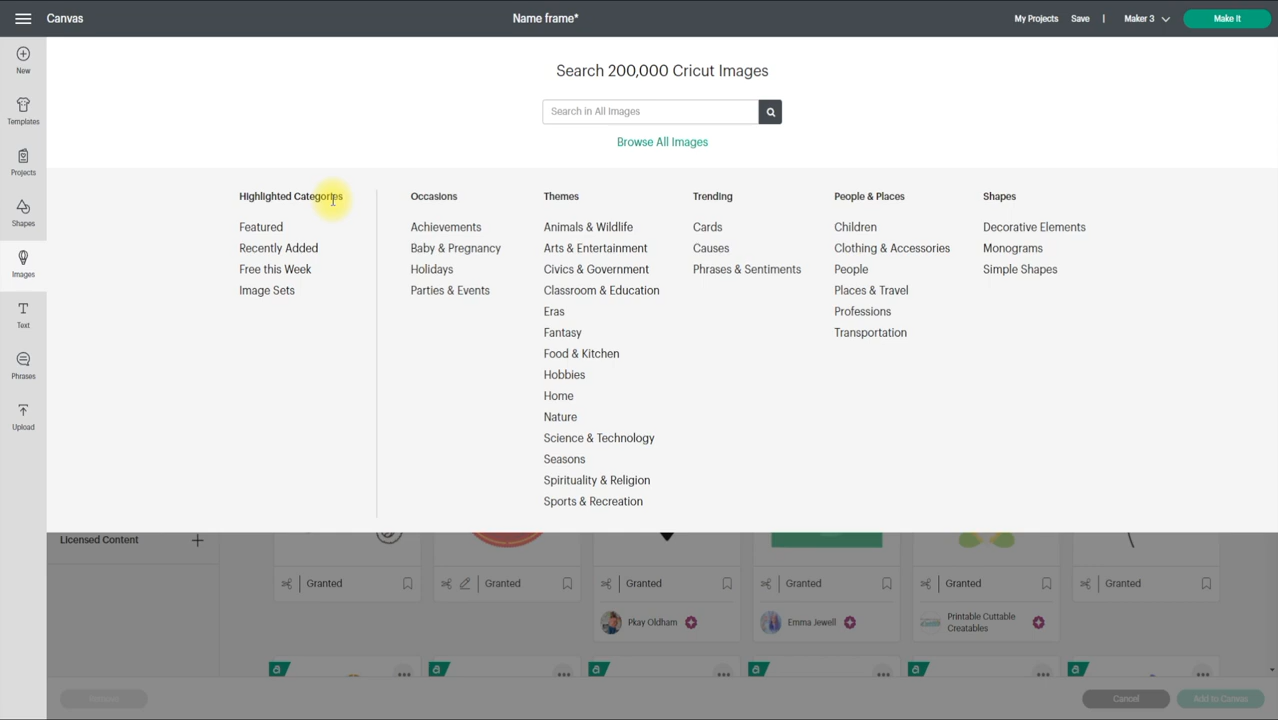 Canvas
Name frame*
My Projects
Save
|
Maker 3
Make It
New
Templates
Projects
Shapes
Images
Text
Phrases
Upload
Search 200,000 Cricut Images
Search in All Images
Browse All Images
Highlighted Categories
Featured
Recently Added
Free this Week
Image Sets
Occasions
Achievements
Baby & Pregnancy
Holidays
Parties & Events
Themes
Animals & Wildlife
Arts & Entertainment
Civics & Government
Classroom & Education
Eras
Fantasy
Food & Kitchen
Hobbies
Home
Nature
Science & Technology
Seasons
Spirituality & Religion
Sports & Recreation
Trending
Cards
Causes
Phrases & Sentiments
People & Places
Children
Clothing & Accessories
People
Places & Travel
Professions
Transportation
Shapes
Decorative Elements
Monograms
Simple Shapes
Licensed Content
Granted
Granted
Granted
Granted
Granted
Granted
Pkay Oldham
Emma Jewell
Printable Cuttable
Creatables
Cancel
Add to Canvas